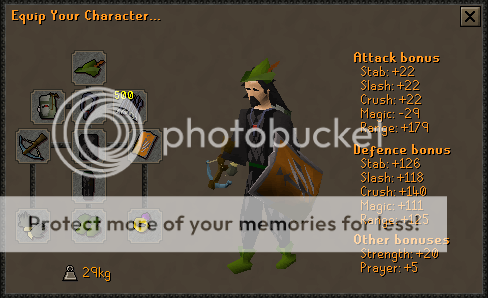 Equip Your Character...
500
Attack bonus
Stab: +22
Slash: +22
Crush: +22
Magic: -29
Range: +179
Defence bonus
Stab: +126
Slash: +118
Crush: +140
Magic: +111
Range: +125
Other bonuses
Strength: +20
Prayer: +5
29kg
photobucket
Protect more of your memories for less!